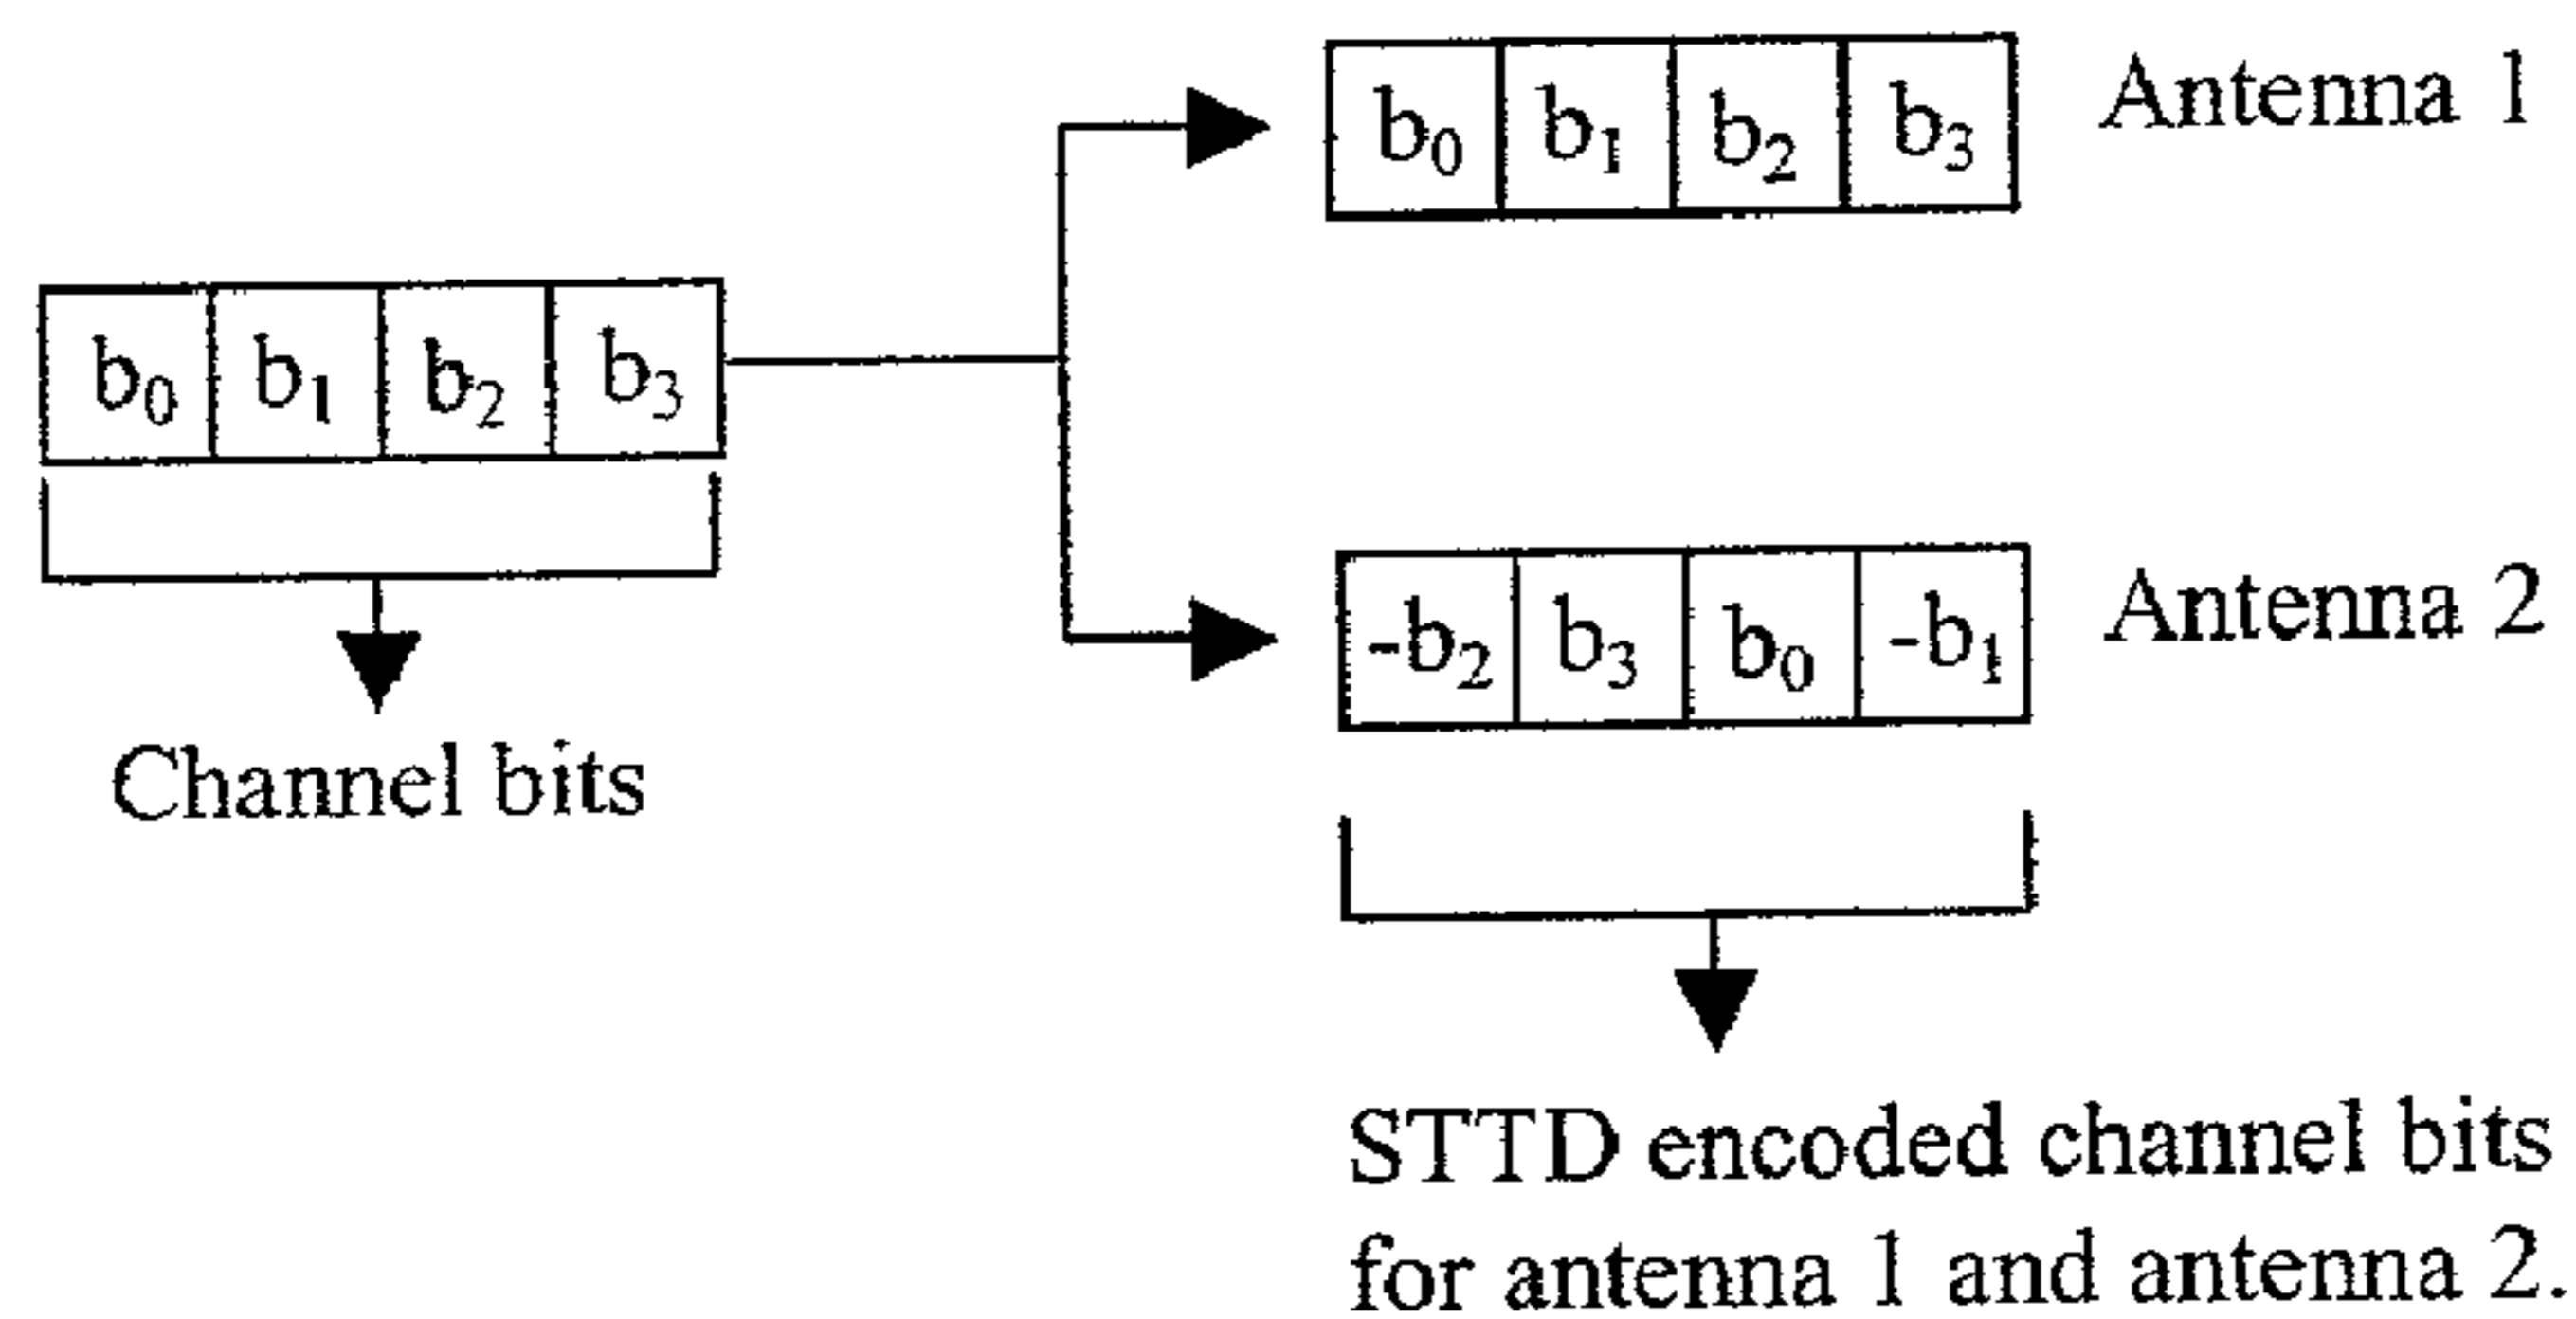 b0 b1 b2 b3 Antenna 1
b0 b1 b2 b3
-b2 b3 b0 -b1 Antenna 2
Channel bits
STTD encoded channel bits
for antenna 1 and antenna 2.